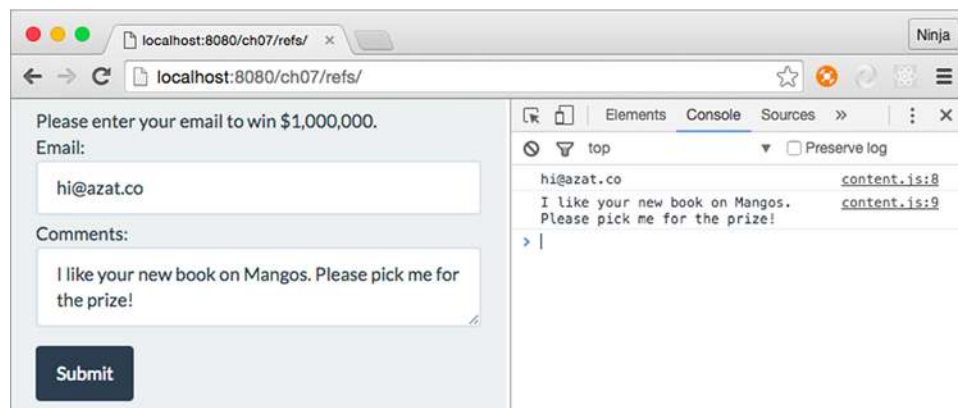 localhost:8080/ch07/refs/
Ninja
localhost:8080/ch07/refs/
Please enter your email to win $1,000,000.
Email:
hi@azat.co
Comments:
I like your new book on Mangos. Please pick me for
the prize!
Submit
Elements Console Sources »
top Preserve log
hi@azat.co content.js:8
I like your new book on Mangos. content.js:9
Please pick me for the prize!